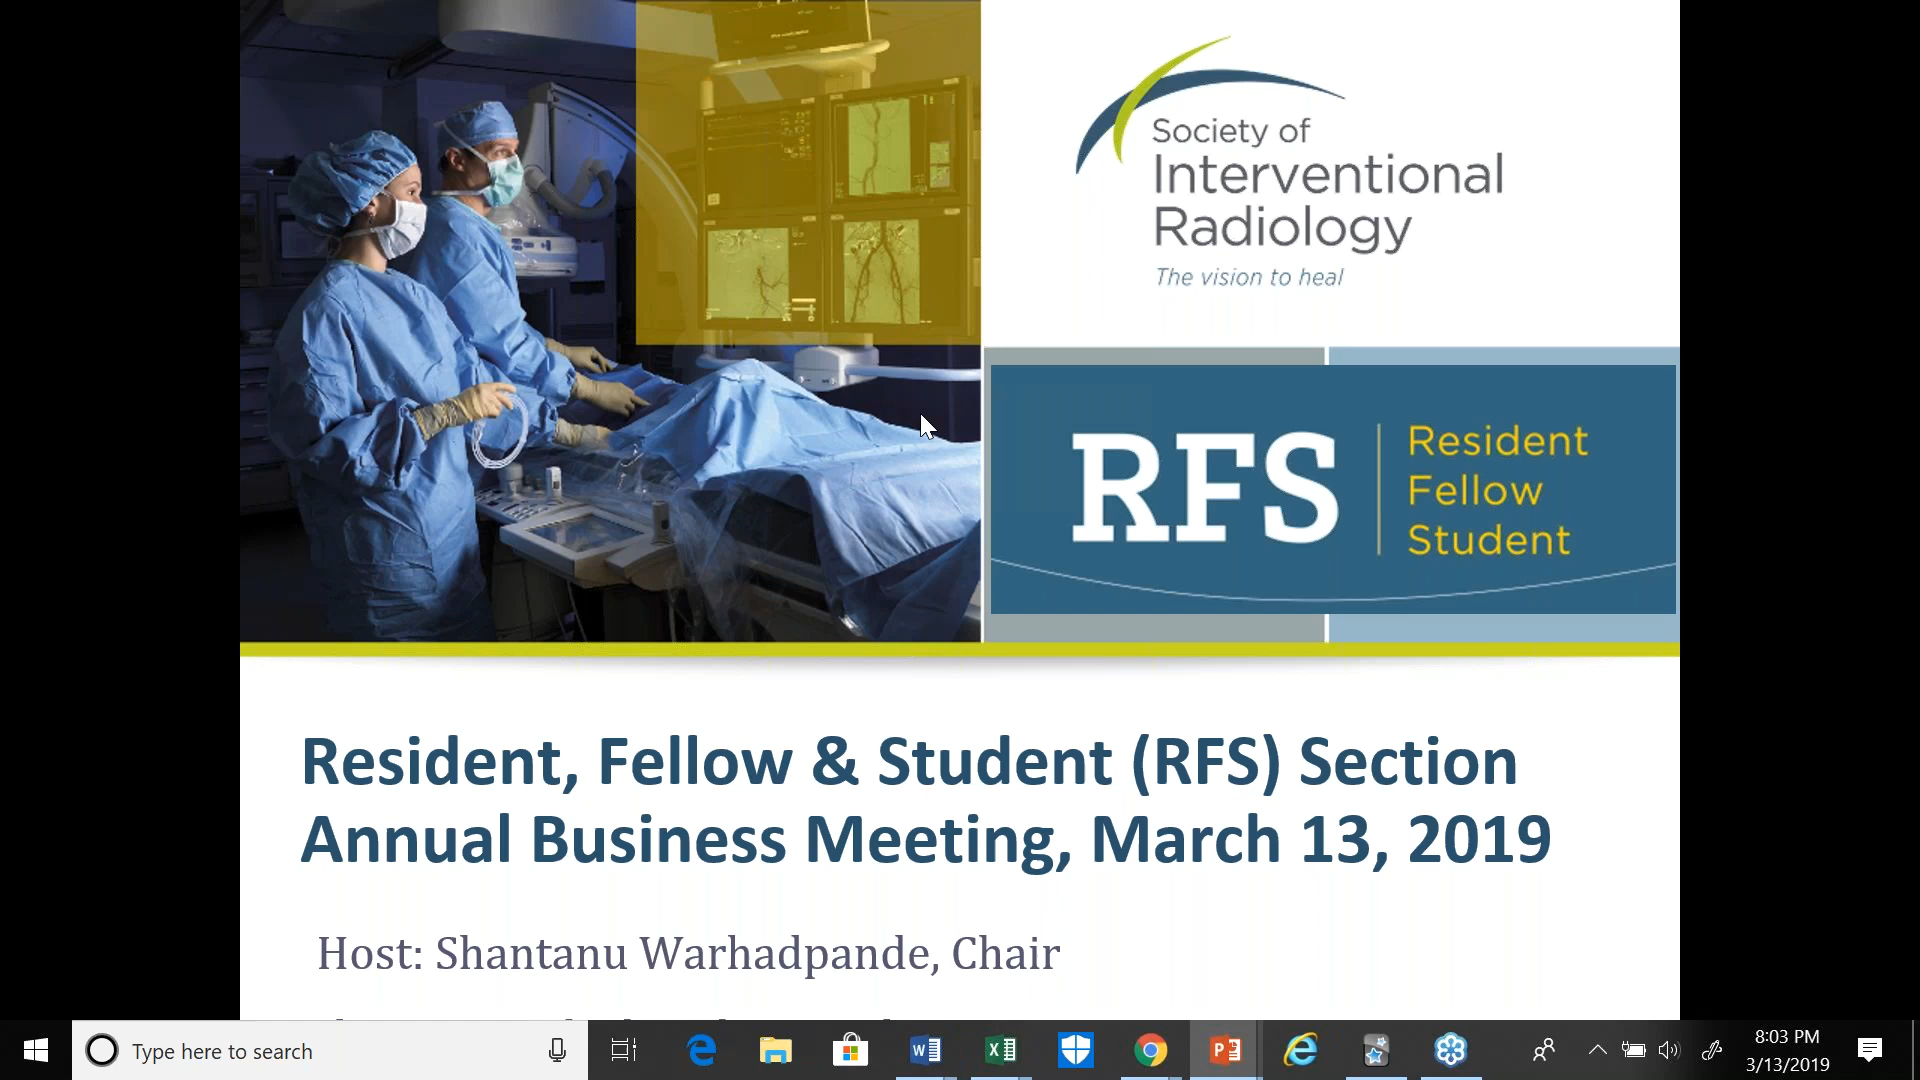 Society of
Interventional
Radiology
The vision to heal
RFS
Resident
Fellow
Student
Resident, Fellow & Student (RFS) Section
Annual Business Meeting, March 13, 2019
Host: Shantanu Warhadpande, Chair
Type here to search
8:03 PM
3/13/2019